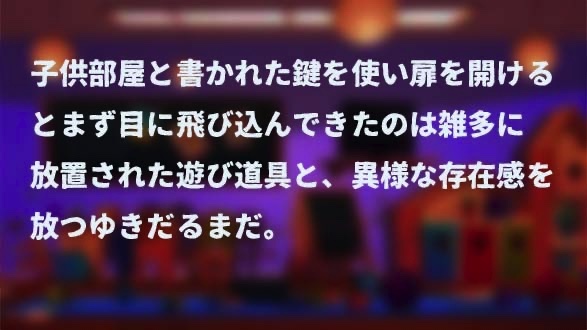 子供部屋と書かれた鍵を使い扉を開ける
とまず目に飛び込んできたのは雑多に
放置された遊び道具と、異様な存在感を
放つゆきだるまだ。